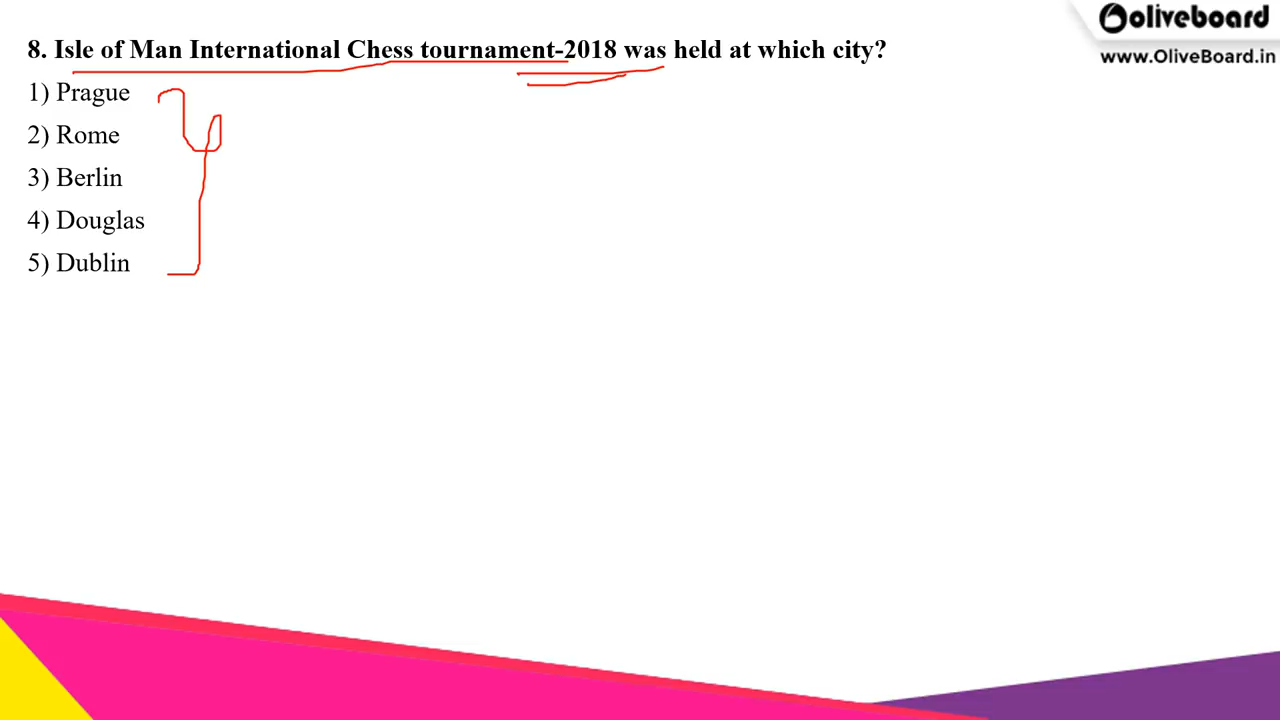 oliveboard
8. Isle of Man International Chess tournament-2018 was held at which city?
www.OliveBoard.in
1) Prague
2) Rome
3) Berlin
4) Douglas
5) Dublin